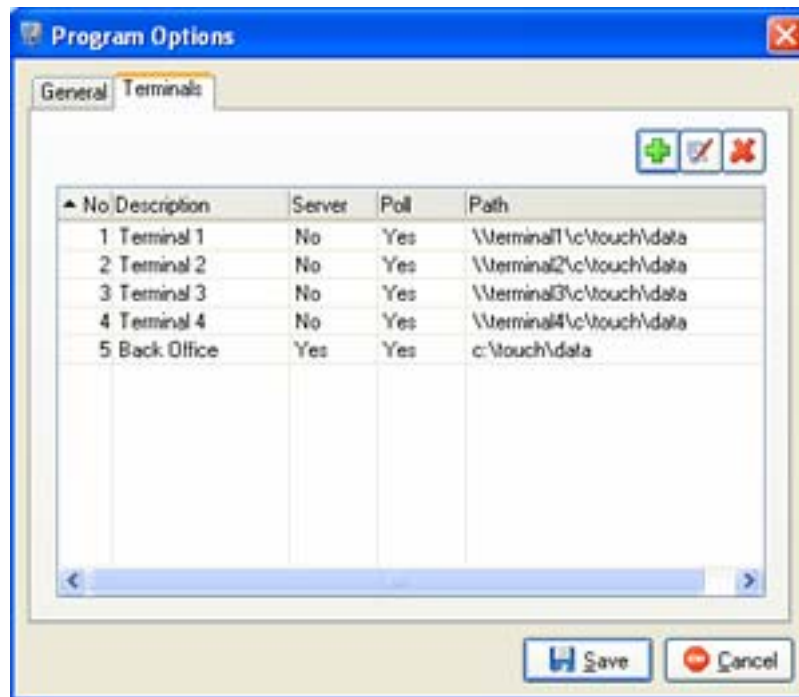 Program Options
General Terminals
No Description Server Poll Path
1 Terminal 1 No Yes \\terminal1\c\touch\data
2 Terminal 2 No Yes \\terminal2\c\touch\data
3 Terminal 3 No Yes \\terminal3\c\touch\data
4 Terminal 4 No Yes \\terminal4\c\touch\data
5 Back Office Yes Yes c:\touch\data
Save Cancel